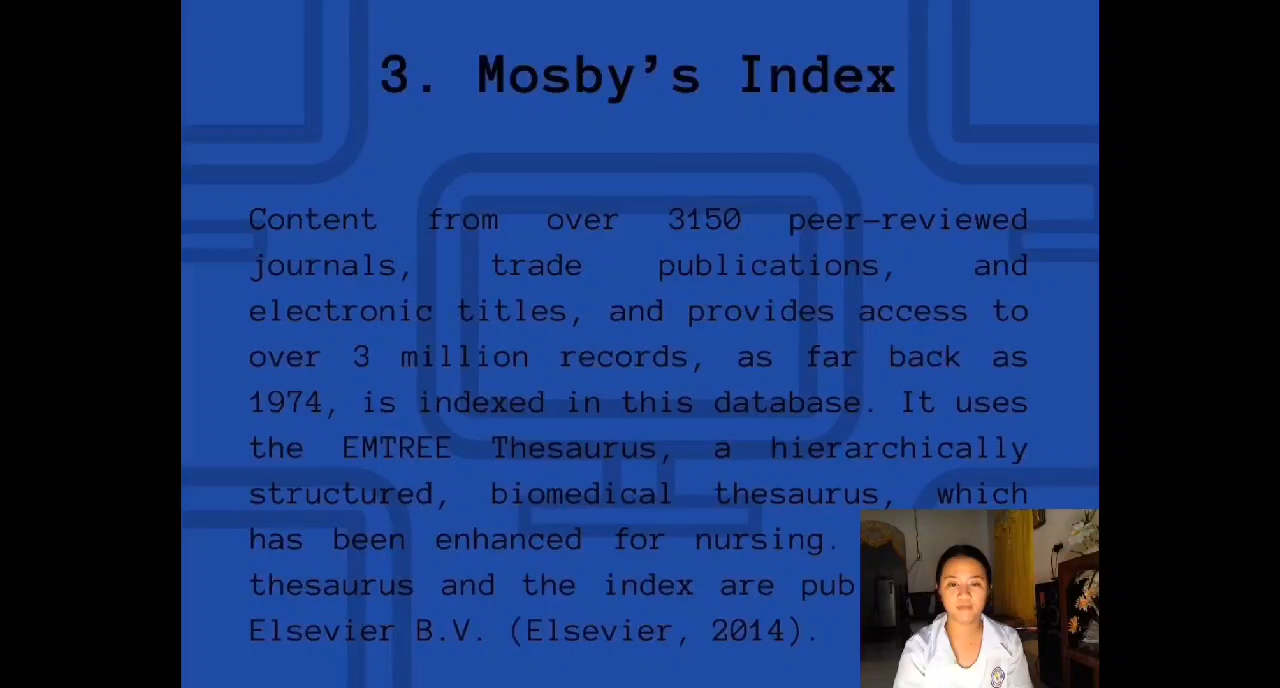 3. Mosby’s Index
Content from over 3150 peer-reviewed
journals, trade publications, and
electronic titles, and provides access to
over 3 million records, as far back as
1974, is indexed in this database. It uses
the EMTREE Thesaurus, a hierarchically
structured, biomedical thesaurus, which
has been enhanced for nursing.
thesaurus and the index are pub
Elsevier B.V. (Elsevier, 2014).